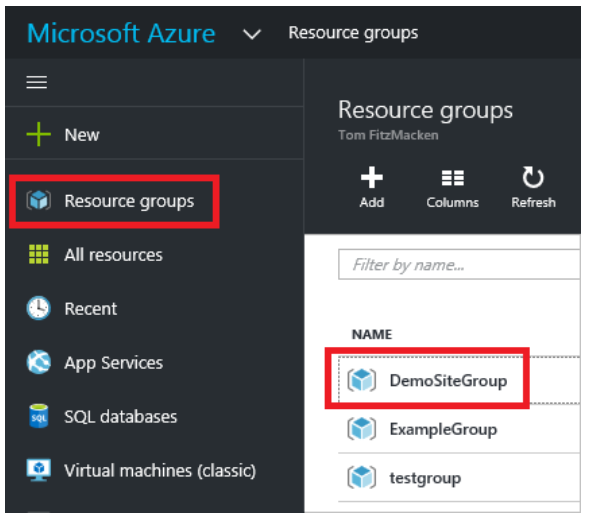 Microsoft Azure Resource groups
New
Resource groups
All resources
Recent
App Services
SQL
SQL databases
Virtual machines (classic)
Resource groups
Tom FitzMacken
Add Columns Refresh
Filter by name...
NAME
DemoSiteGroup
ExampleGroup
testgroup